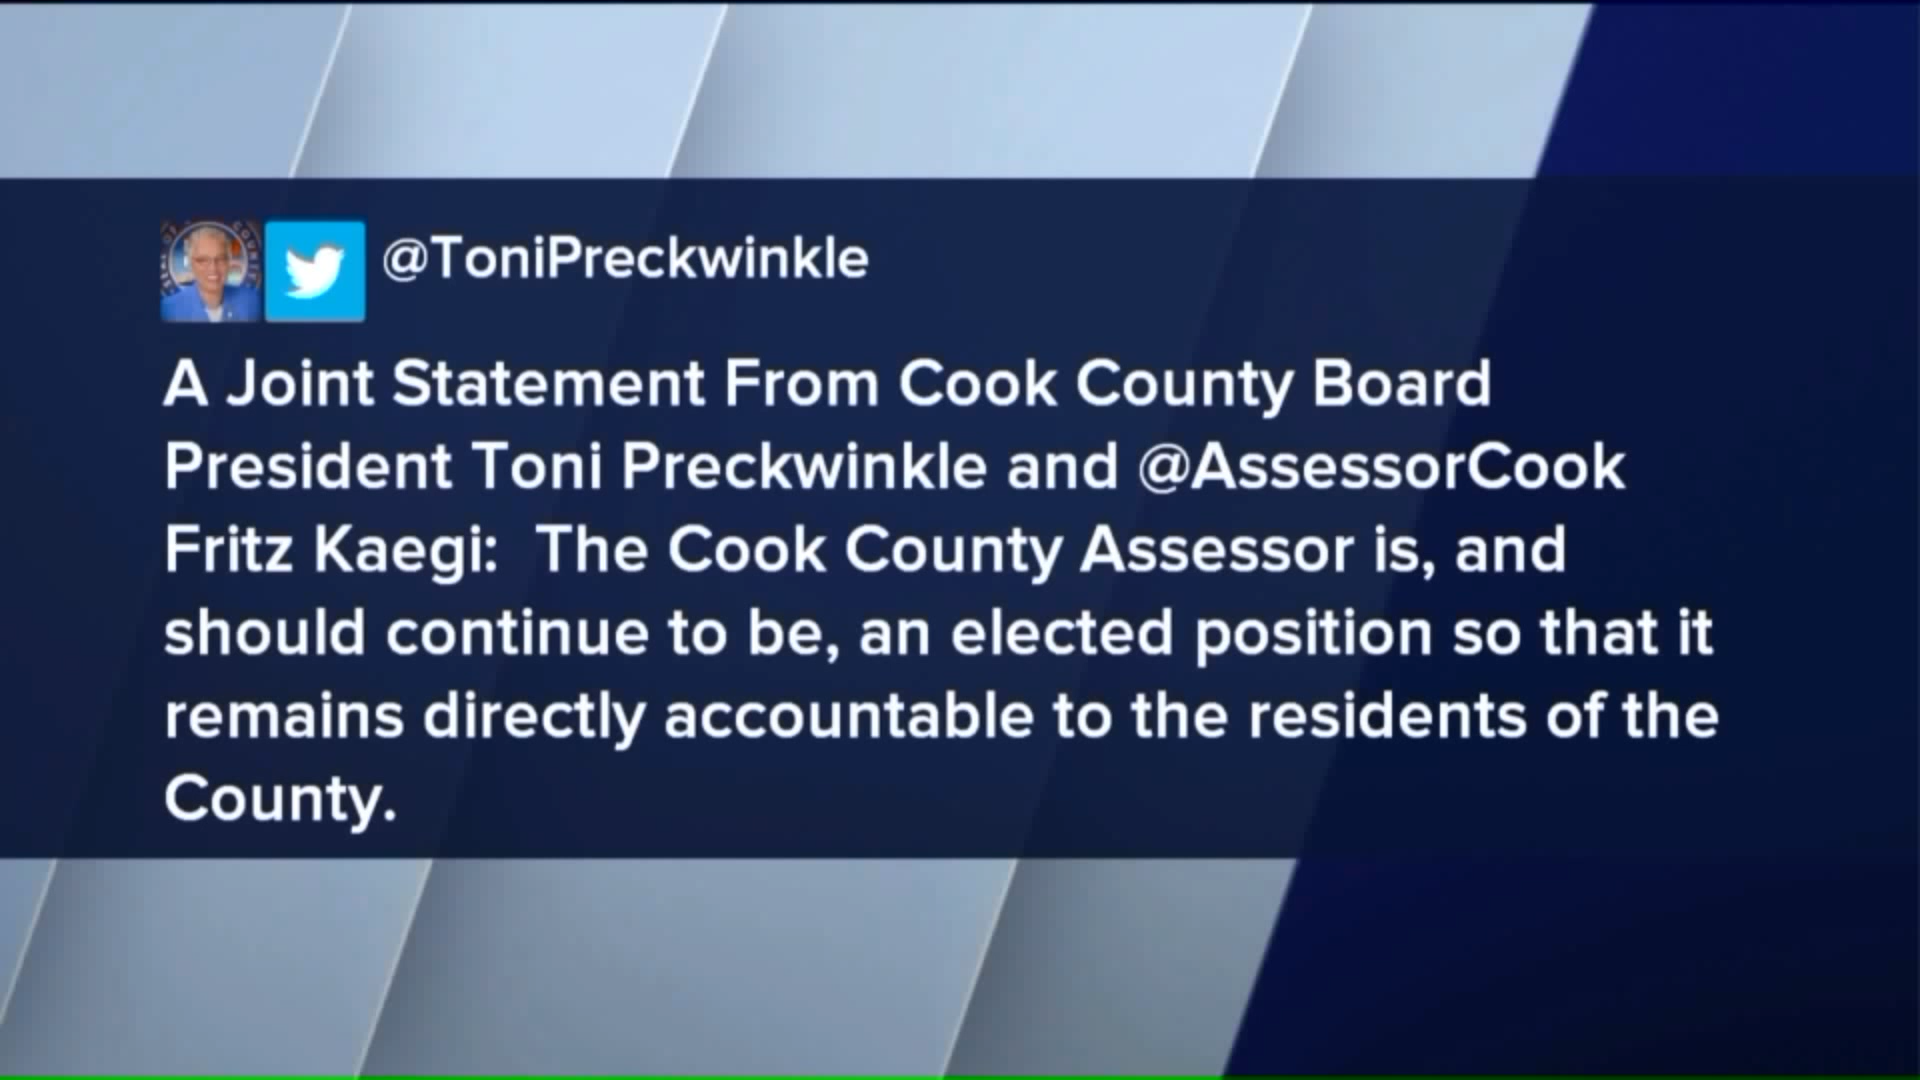 @ToniPreckwinkle
A Joint Statement From Cook County Board
President Toni Preckwinkle and @AssessorCook
Fritz Kaegi:  The Cook County Assessor is, and
should continue to be, an elected position so that it
remains directly accountable to the residents of the
County.